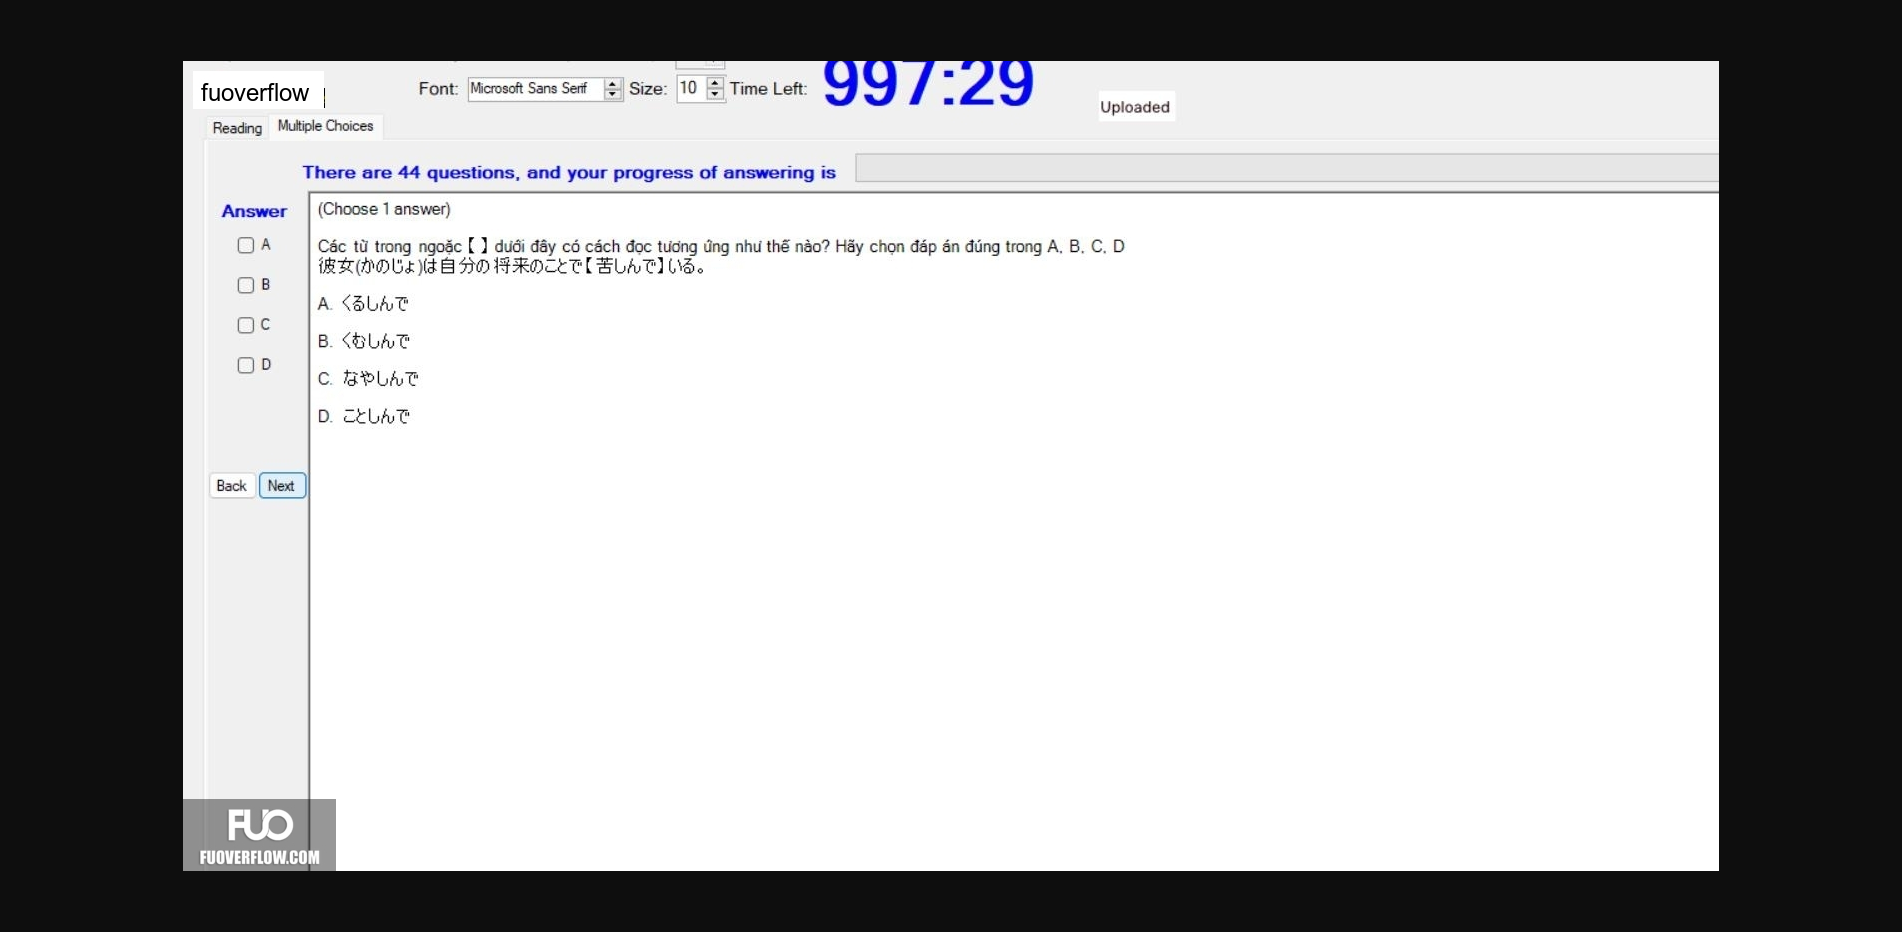 fuoverflow
Font: Microsoft Sans Serif Size: 10 Time Left: 997:29
Uploaded
Reading Multiple Choices
There are 44 questions, and your progress of answering is
Answer
A
B
C
D
Back Next
(Choose 1 answer)
Các từ trong ngoặc【 】dưới đây có cách đọc tương ứng như thế nào? Hãy chọn đáp án đúng trong A, B, C, D
彼女(かのじょ)は自分の将来のことで【苦しんで】いる。
A. くるしんで
B. くむしんで
C. なやしんで
D. ことしんで
FUO
FUOVERFLOW.COM